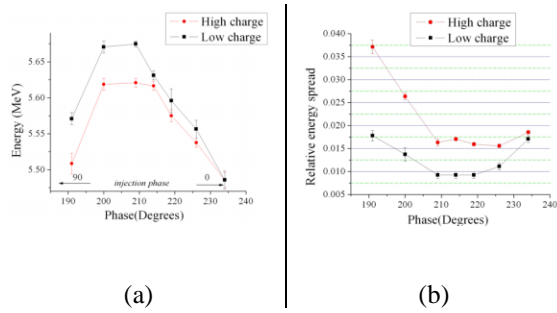 High charge
Low charge
Energy (MeV)
5.65
5.60
5.55
5.50
90
injection phase
0
190 200 210 220 230 240
Phase(Degrees)
(a)
High charge
Low charge
Relative energy spread
0.040
0.035
0.030
0.025
0.020
0.015
0.010
0.005
190 200 210 220 230 240
Phase(Degrees)
(b)